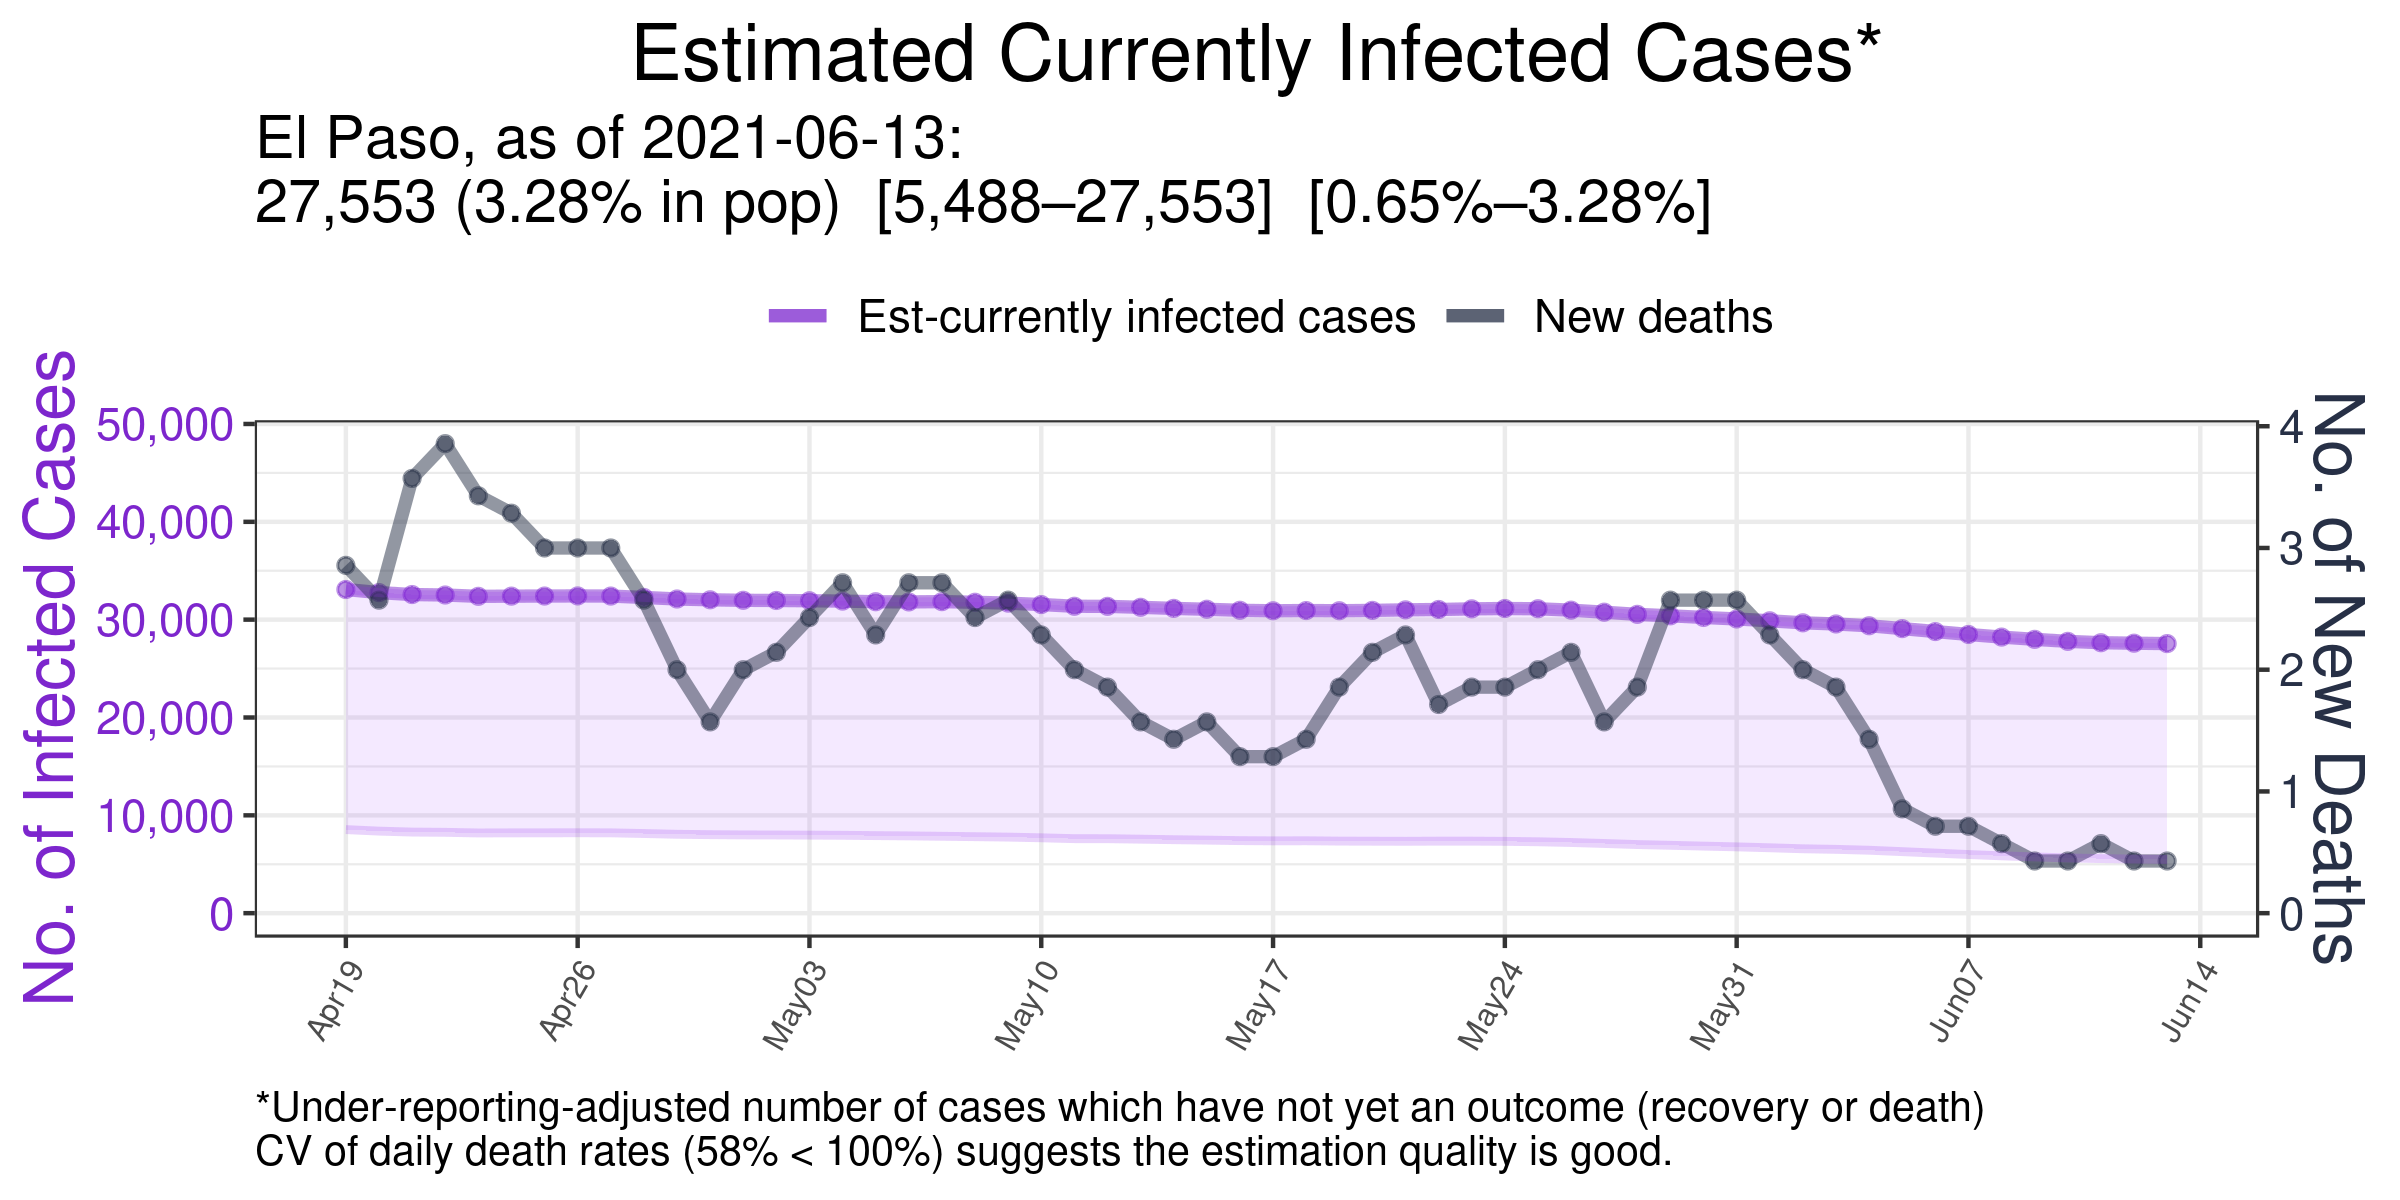 Estimated Currently Infected Cases*
El Paso, as of 2021-06-13:
27,553 (3.28% in pop)  [5,488–27,553]  [0.65%–3.28%]
Est-currently infected cases
New deaths
No. of Infected Cases
50,000
40,000
30,000
20,000
10,000
0
4
3
2
1
0
No. of New Deaths
Apr19
Apr26
May03
May10
May17
May24
May31
Jun07
Jun14
*Under-reporting-adjusted number of cases which have not yet an outcome (recovery or death)
CV of daily death rates (58% < 100%) suggests the estimation quality is good.